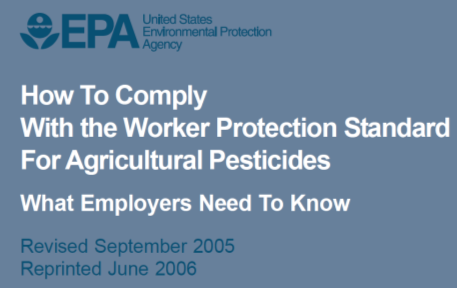 EPA
United States
Environmental Protection
Agency
How To Comply
With the Worker Protection Standard
For Agricultural Pesticides
What Employers Need To Know
Revised September 2005
Reprinted June 2006